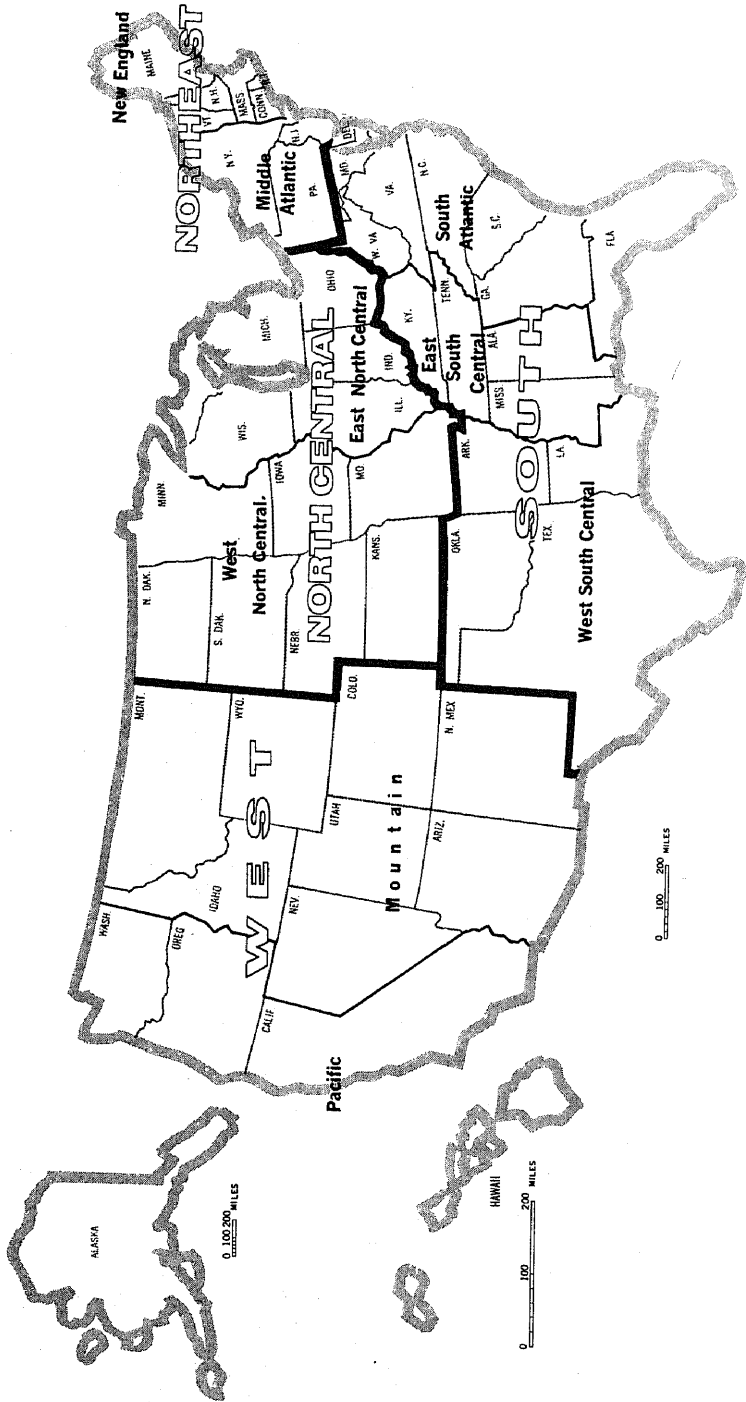 New England
NORTHEAST
MAINE
VT
N.H.
MASS
CONN.
N.Y.
Middle
Atlantic
N.J.
PA.
DEL.
MD.
VA.
W. VA
N.C.
South
Atlantic
S.C.
GA.
FLA
OHIO
MICH.
IND.
ILL.
WIS.
East North Central
NORTH CENTRAL
West
North Central
MINN
IOWA
MO
N. DAK.
S. DAK.
NEBR.
KANS.
KY.
TENN.
East
South
Central
ALA.
MISS.
SOUTH
ARK.
LA
OKLA.
TEX.
West South Central
MONT.
WYO.
COLO.
N. MEX
IDAHO
UTAH
ARIZ.
NEV.
WEST
Mountain
WASH.
OREG
CALIF
Pacific
0 100 200 MILES
ALASKA
0 100 200 MILES
HAWAII
0 100 200 MILES